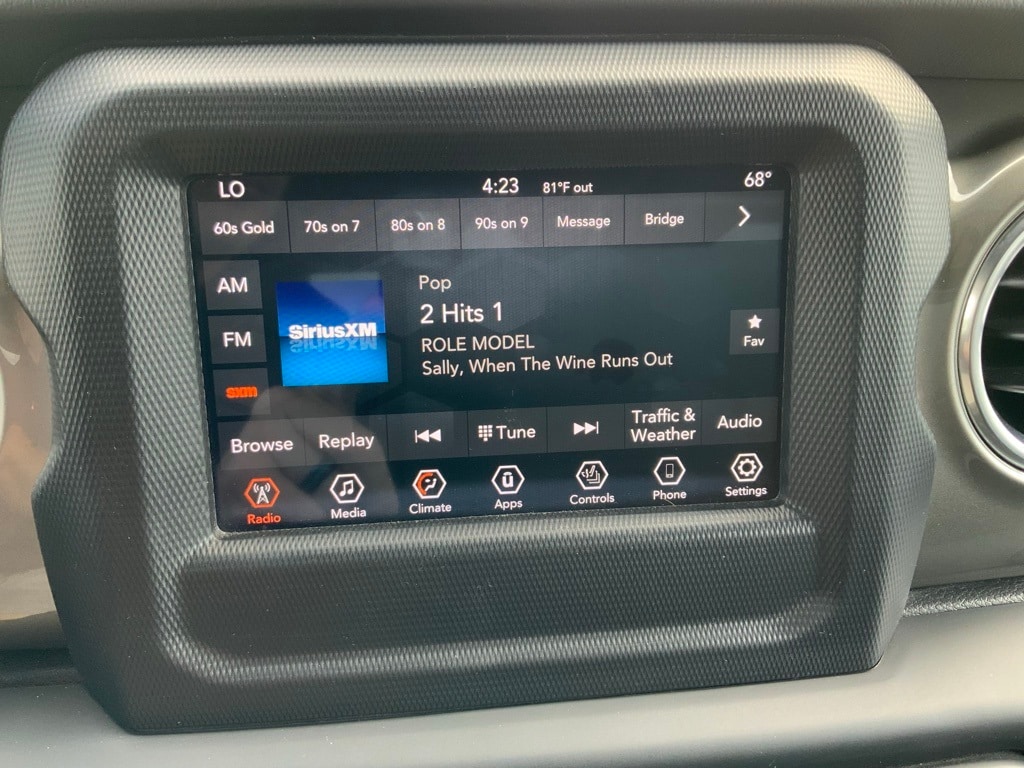 LO 4:23 81°F out 68°
60s Gold 70s on 7 80s on 8 90s on 9 Message Bridge
AM
FM
SXM
SiriusXM
Pop
2 Hits 1
ROLE MODEL
Sally, When The Wine Runs Out
Fav
Browse Replay Tune Traffic & Weather Audio
Radio Media Climate Apps Controls Phone Settings